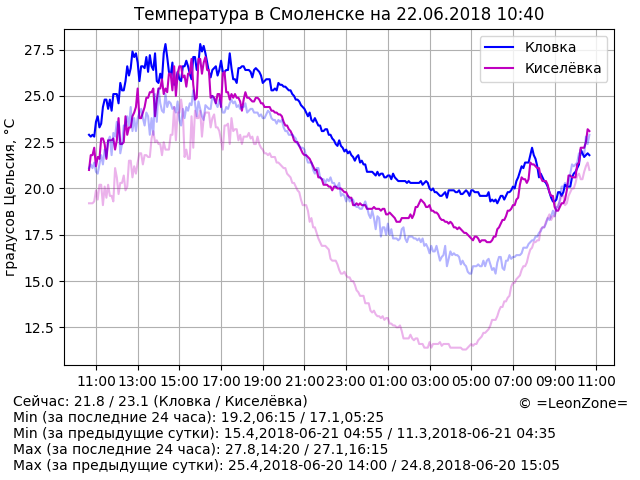 Температура в Смоленске на 22.06.2018 10:40
Кловка
Киселёвка
градусов Цельсия, °C
27.5
25.0
22.5
20.0
17.5
15.0
12.5
11:00 13:00 15:00 17:00 19:00 21:00 23:00 01:00 03:00 05:00 07:00 09:00 11:00
Сейчас: 21.8 / 23.1 (Кловка / Киселёвка)
© =LeonZone=
Min (за последние 24 часа): 19.2,06:15 / 17.1,05:25
Min (за предыдущие сутки): 15.4,2018-06-21 04:55 / 11.3,2018-06-21 04:35
Max (за последние 24 часа): 27.8,14:20 / 27.1,16:15
Max (за предыдущие сутки): 25.4,2018-06-20 14:00 / 24.8,2018-06-20 15:05